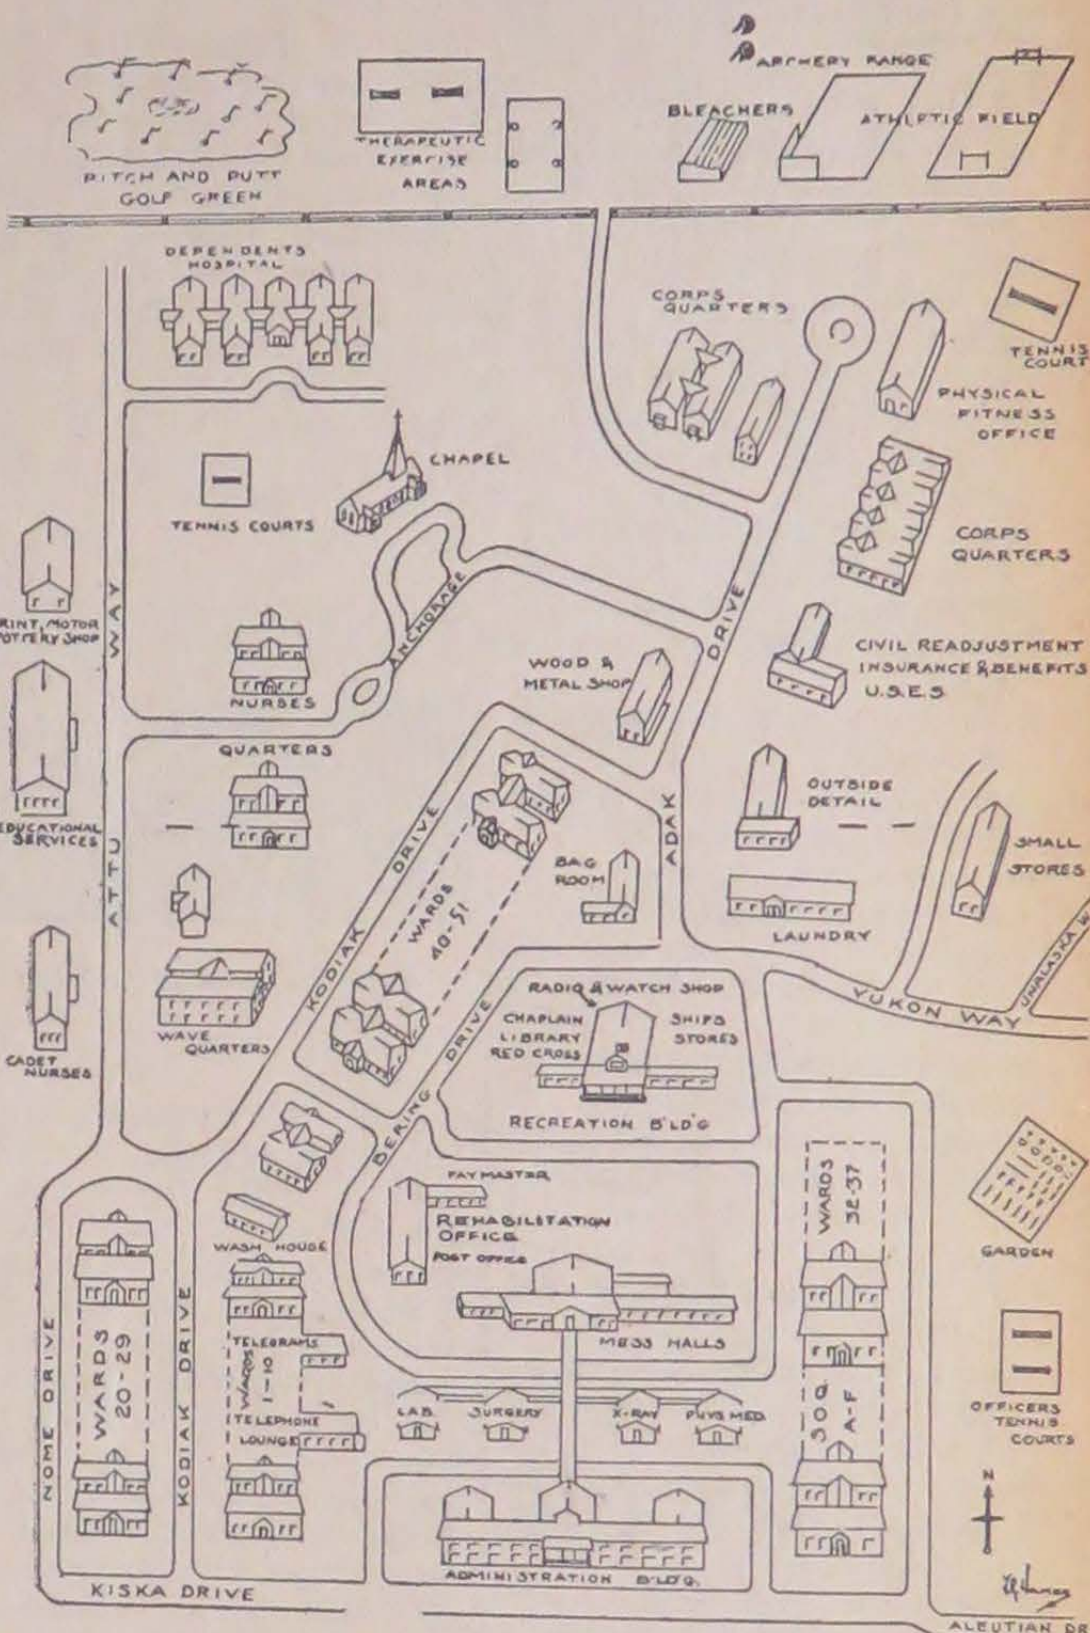 ARCHERY RANGE
BLEACHERS
ATHLETIC FIELD
THERAPEUTIC
EXERCISE
AREAS
PITCH AND PUTT
GOLF GREEN
DEPENDENTS
HOSPITAL
CORPS
QUARTERS
TENNIS
COURT
PHYSICAL
FITNESS
OFFICE
CHAPEL
TENNIS COURTS
CORPS
QUARTERS
ATTU WAY
ANCHORAGE
ADAK DRIVE
PRINT, MOTOR
POTTERY SHOP
NURSES
QUARTERS
WOOD &
METAL SHOP
CIVIL READJUSTMENT
INSURANCE & BENEFITS
U.S.E.S
OUTSIDE
DETAIL
EDUCATIONAL
SERVICES
KODIAK DRIVE
WARDS
40-51
BAG
ROOM
SMALL
STORES
LAUNDRY
UNALASKA W
YUKON WAY
WAVE
QUARTERS
CADET
NURSES
RADIO & WATCH SHOP
CHAPLAIN
LIBRARY
RED CROSS
SHIPS
STORES
RECREATION B'LD'G
BERING DRIVE
PAYMASTER
REHABILITATION
OFFICE
POST OFFICE
WASH HOUSE
MESS HALLS
WARDS
32-37
GARDEN
NOME DRIVE
WARDS
20-29
KODIAK DRIVE
TELEGRAMS
WARDS
1-10
TELEPHONE
LOUNGE
LAB.
SURGERY
X-RAY
PHYS MED.
S.O.Q.
A-F
OFFICERS
TENNIS
COURTS
N
ADMINISTRATION B'LD'G.
KISKA DRIVE
ALEUTIAN DR